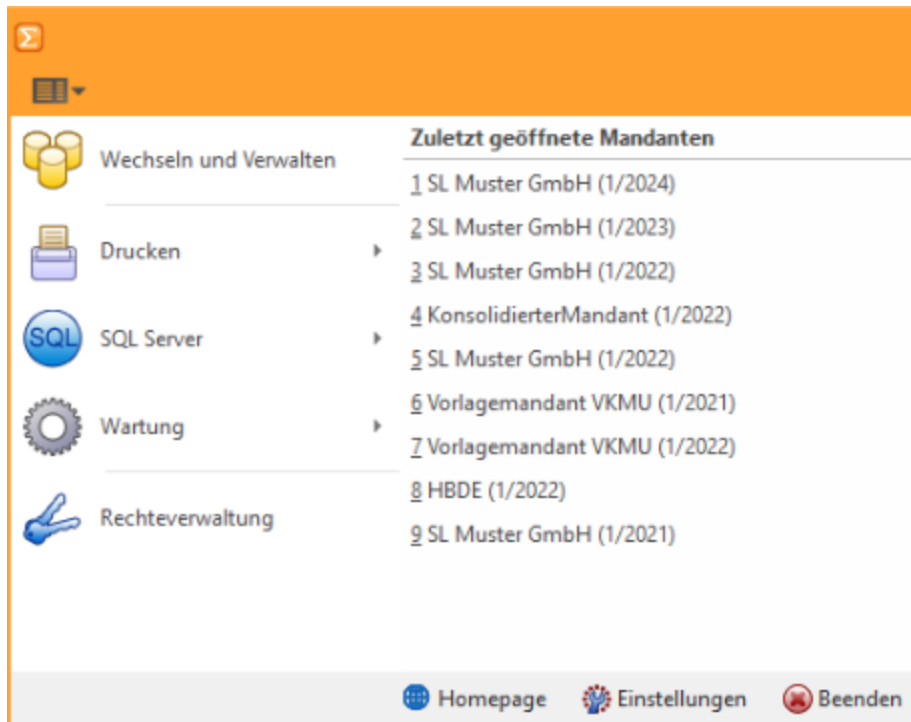 Σ
Wechseln und Verwalten
Drucken
SQL
SQL Server
Wartung
Rechteverwaltung
Zuletzt geöffnete Mandanten
1 SL Muster GmbH (1/2024)
2 SL Muster GmbH (1/2023)
3 SL Muster GmbH (1/2022)
4 KonsolidierterMandant (1/2022)
5 SL Muster GmbH (1/2022)
6 Vorlagemandant VKMU (1/2021)
7 Vorlagemandant VKMU (1/2022)
8 HBDE (1/2022)
9 SL Muster GmbH (1/2021)
Homepage Einstellungen Beenden